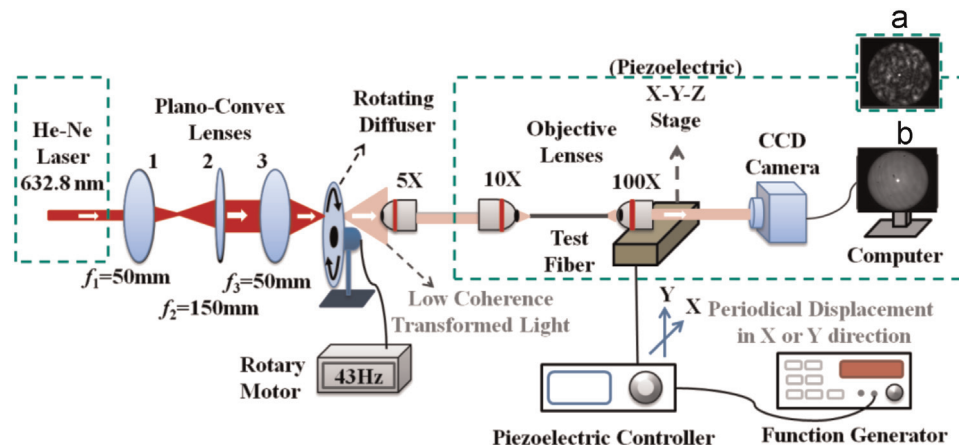 a
(Piezoelectric)
X-Y-Z
Stage
Plano-Convex
Lenses
Rotating
Diffuser
He-Ne
Laser
632.8 nm
1
2
3
5X
Objective
Lenses
10X
100X
CCD
Camera
b
Test
Fiber
Computer
f1=50mm
f3=50mm
f2=150mm
Low Coherence
Transformed Light
Y
X
Periodical Displacement
in X or Y direction
Rotary
Motor
43Hz
Piezoelectric Controller
Function Generator